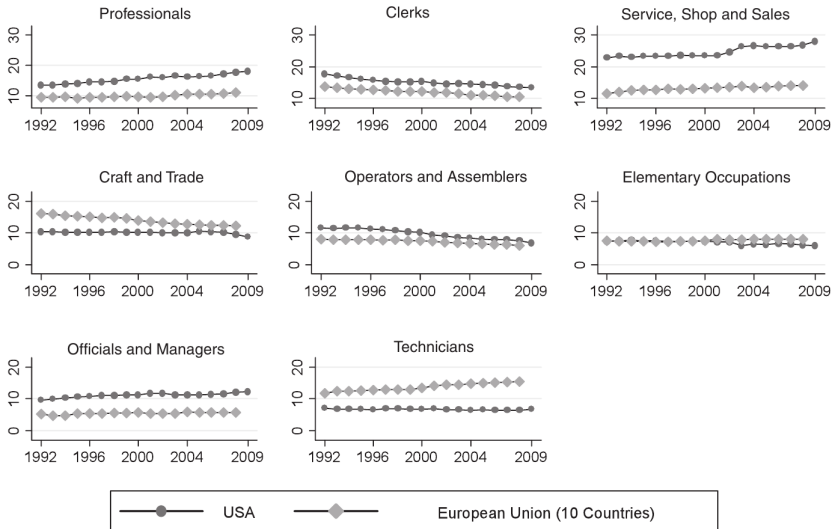 Professionals
30
20
10
1992 1996 2000 2004 2009
Clerks
30
20
10
1992 1996 2000 2004 2009
Service, Shop and Sales
30
20
10
1992 1996 2000 2004 2009
Craft and Trade
20
10
0
1992 1996 2000 2004 2009
Operators and Assemblers
20
10
0
1992 1996 2000 2004 2009
Elementary Occupations
20
10
0
1992 1996 2000 2004 2009
Officials and Managers
20
10
0
1992 1996 2000 2004 2009
Technicians
20
10
0
1992 1996 2000 2004 2009
USA European Union (10 Countries)